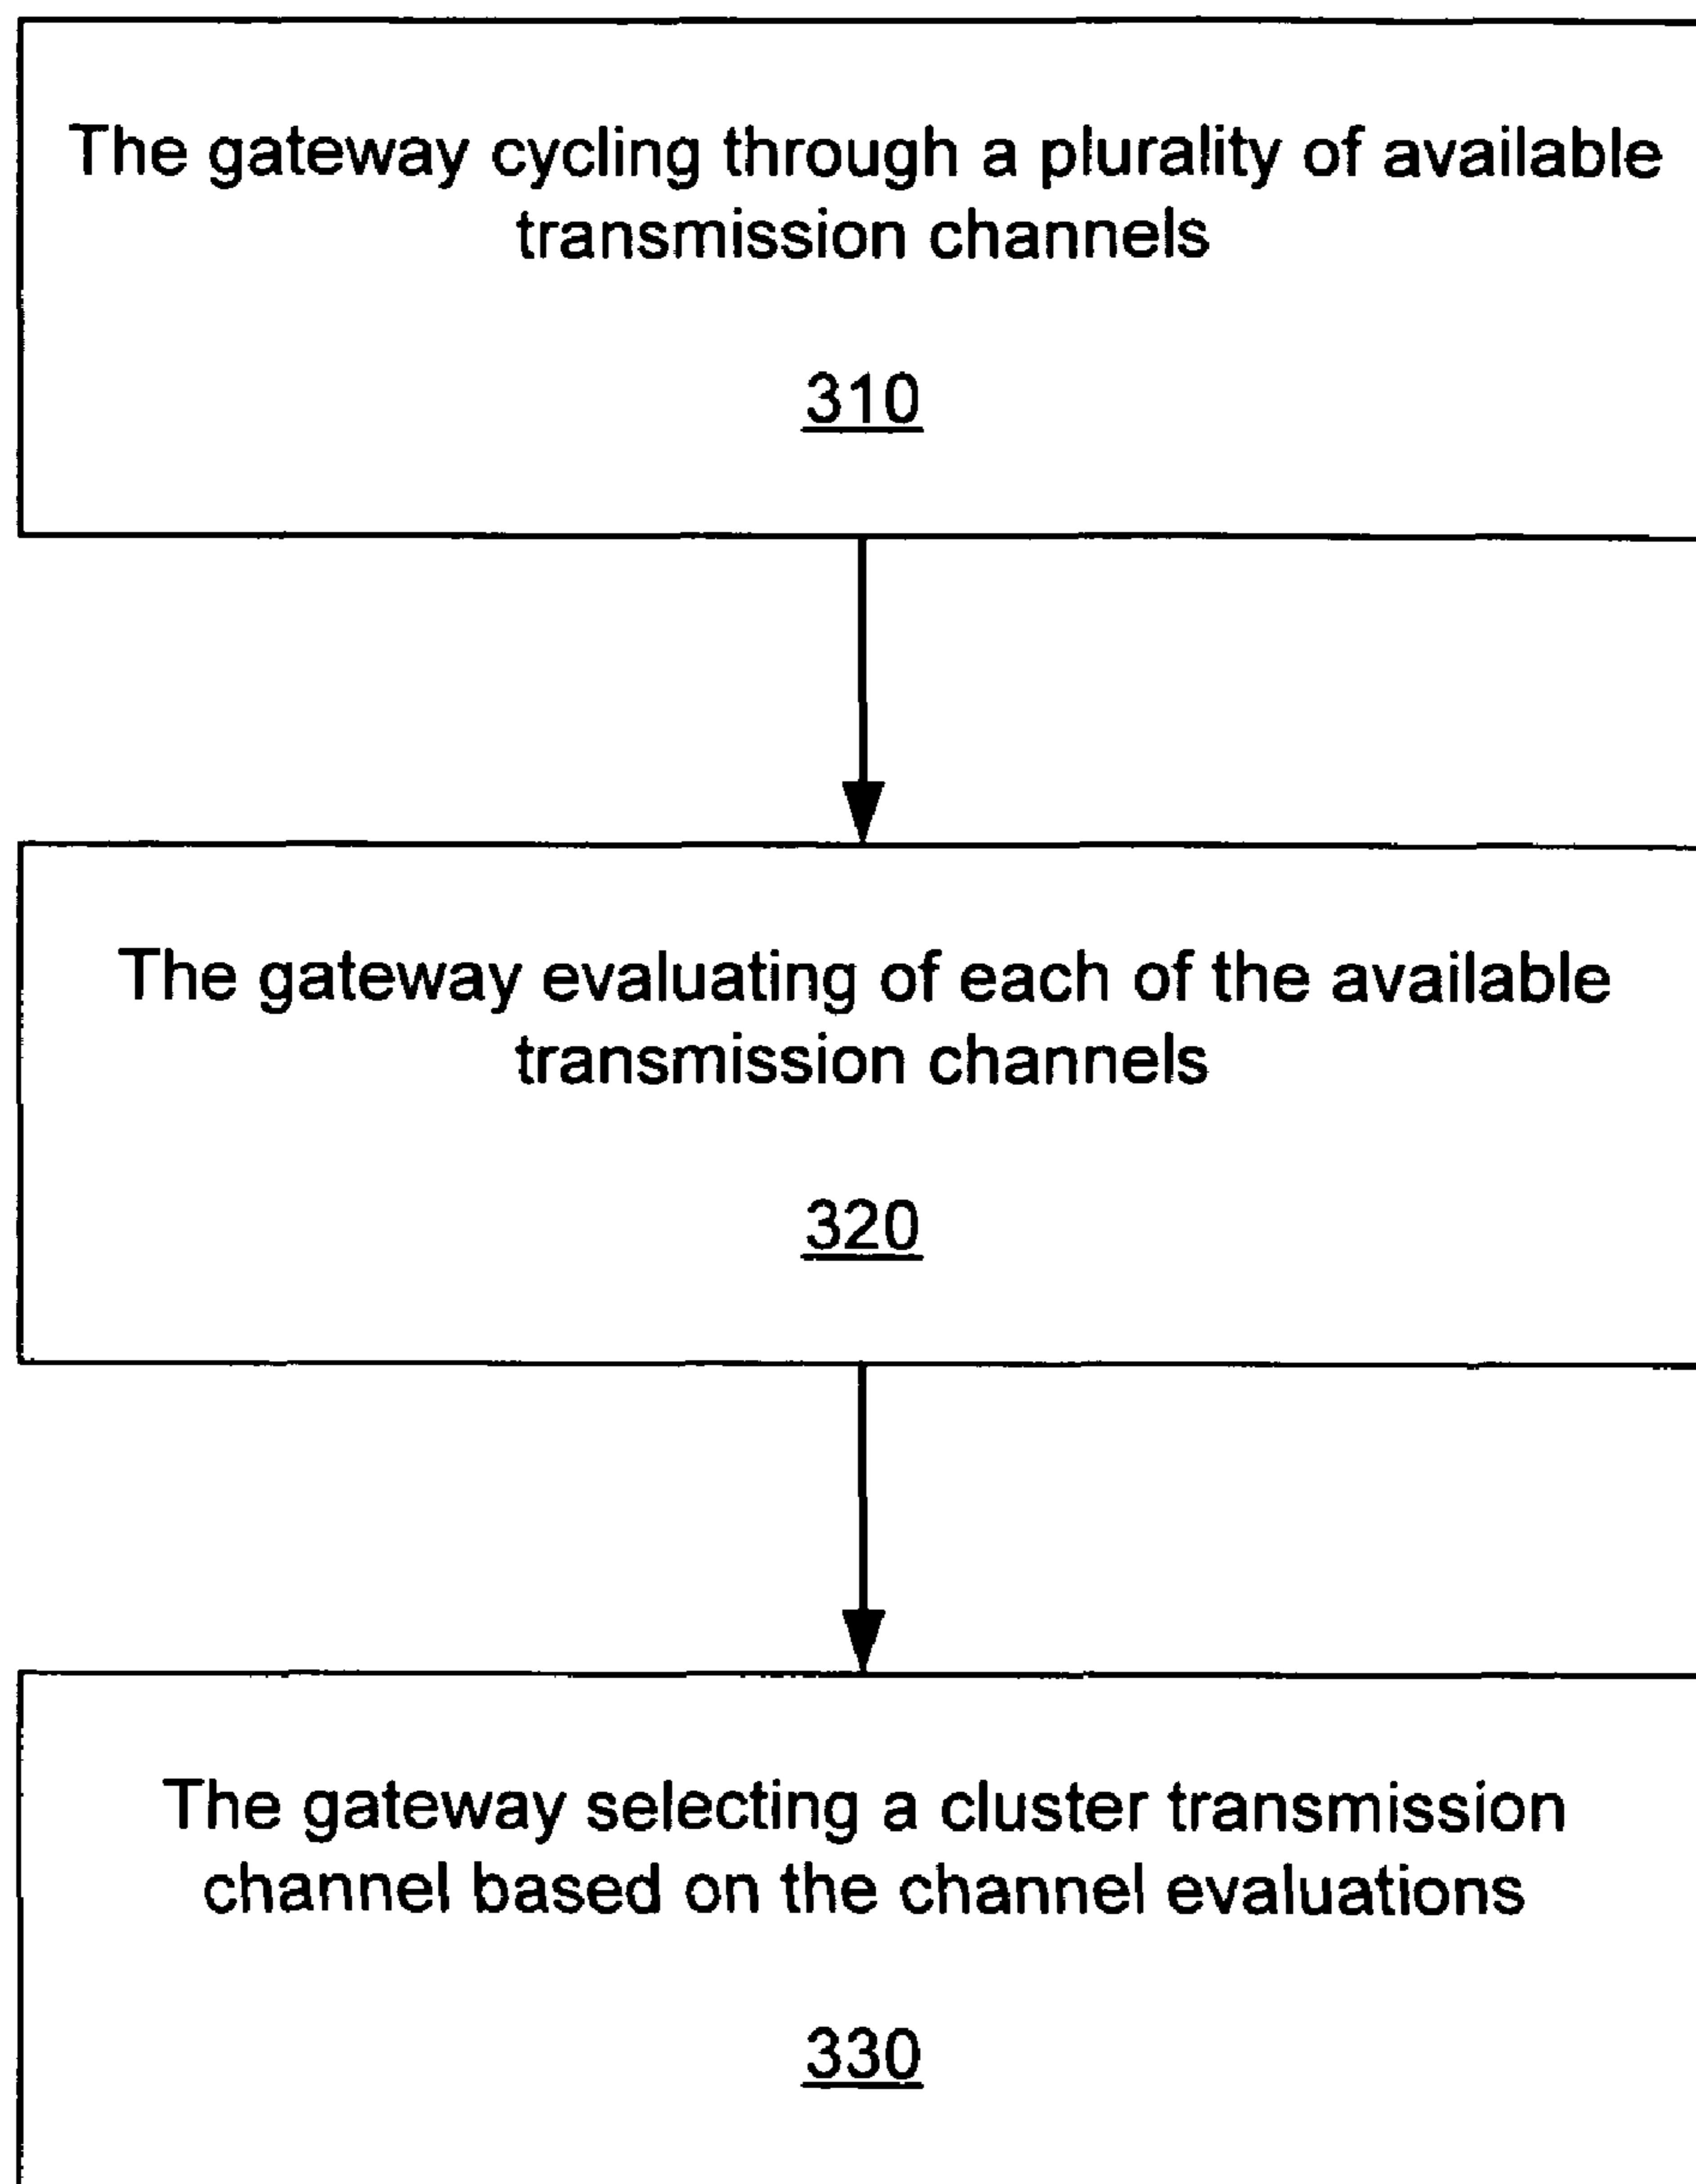 The gateway cycling through a plurality of available
transmission channels
310
The gateway evaluating of each of the available
transmission channels
320
The gateway selecting a cluster transmission
channel based on the channel evaluations
330